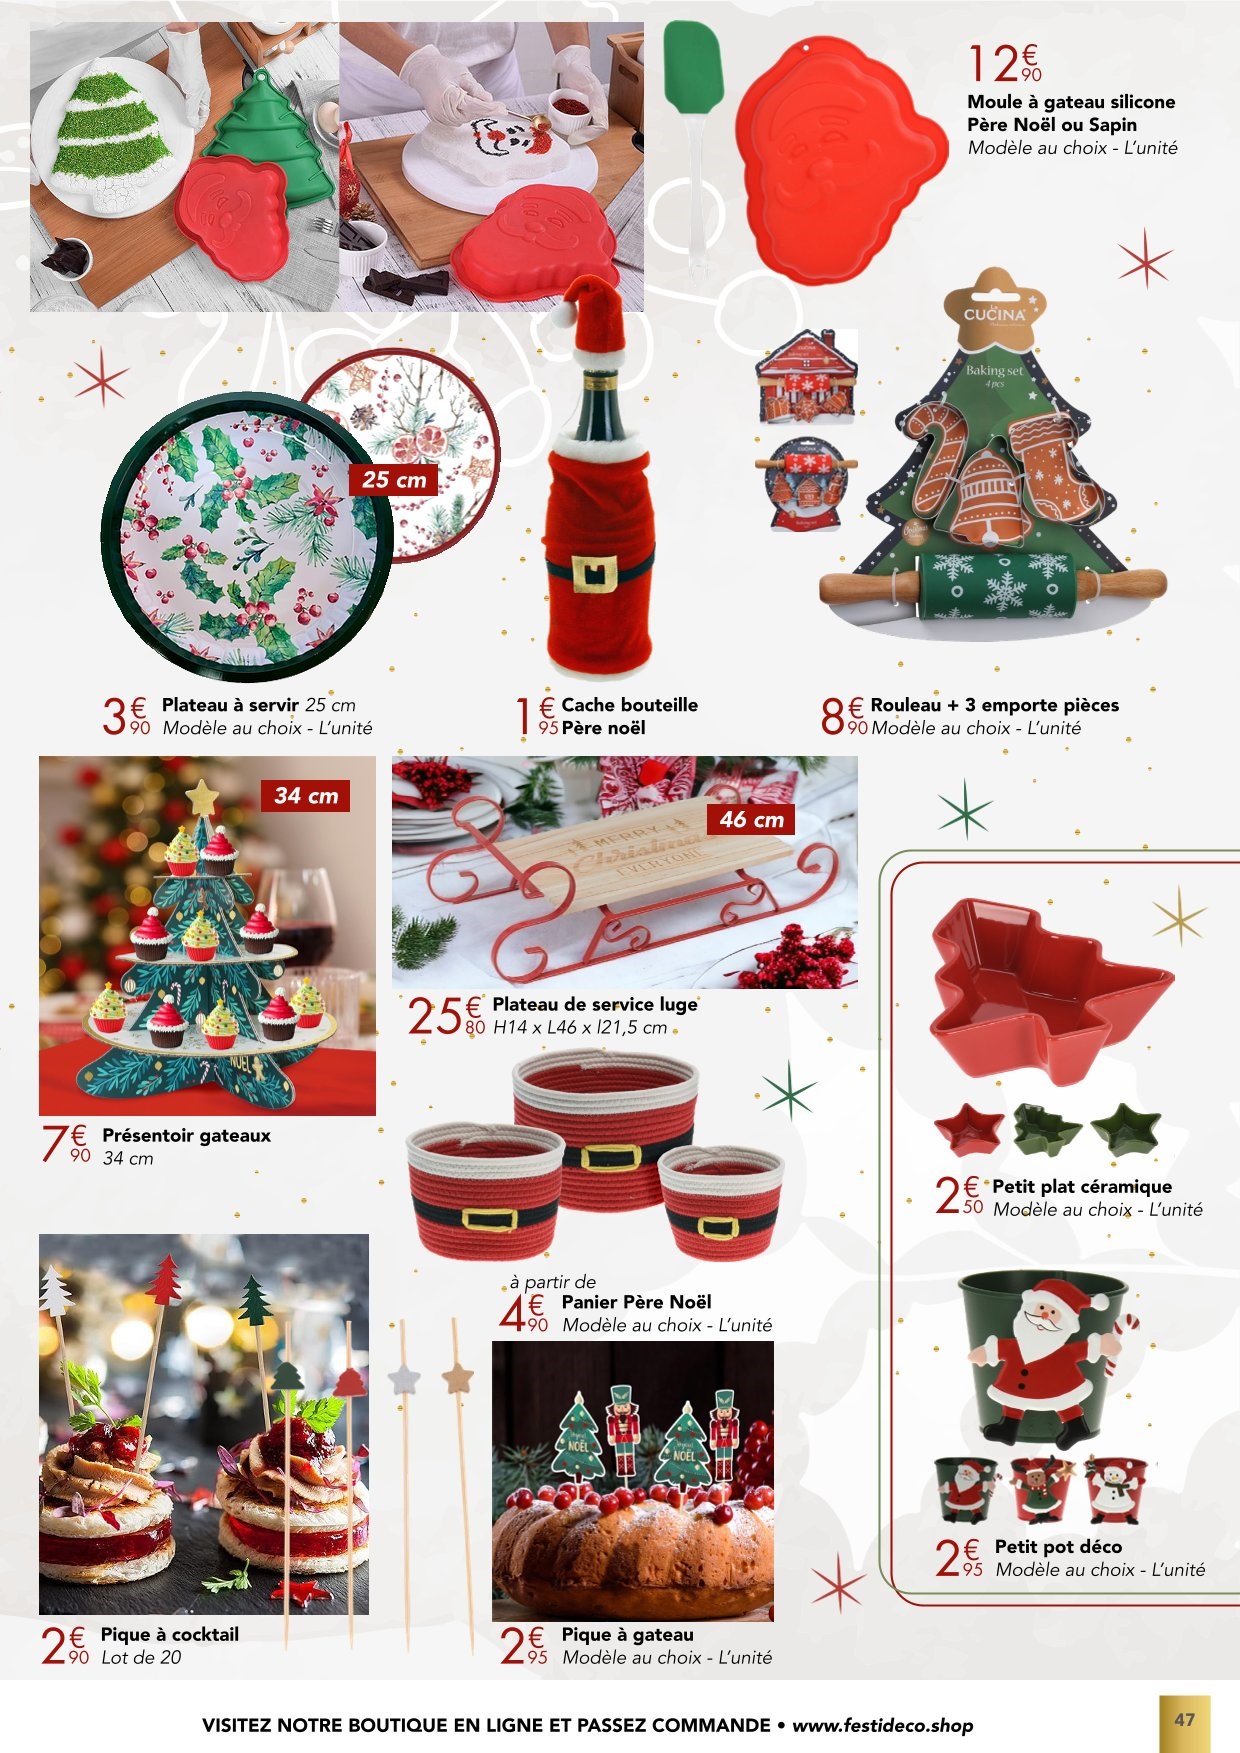 12€90
Moule à gateau silicone
Père Noël ou Sapin
Modèle au choix - L'unité
CUCINA
Baking set
4 pcs
25 cm
3€90 Plateau à servir 25 cm
Modèle au choix - L'unité
1€95 Cache bouteille
Père noël
8€90 Rouleau + 3 emporte pièces
Modèle au choix - L'unité
34 cm
NOËL
7€90 Présentoir gateaux
34 cm
46 cm
MERRY
Christmas
EVERYONE
25€80 Plateau de service luge
H14 x L46 x l21,5 cm
à partir de
4€90 Panier Père Noël
Modèle au choix - L'unité
2€50 Petit plat céramique
Modèle au choix - L'unité
2€95 Petit pot déco
Modèle au choix - L'unité
2€90 Pique à cocktail
Lot de 20
NOËL
NOËL
2€95 Pique à gateau
Modèle au choix - L'unité
VISITEZ NOTRE BOUTIQUE EN LIGNE ET PASSEZ COMMANDE • www.festideco.shop
47